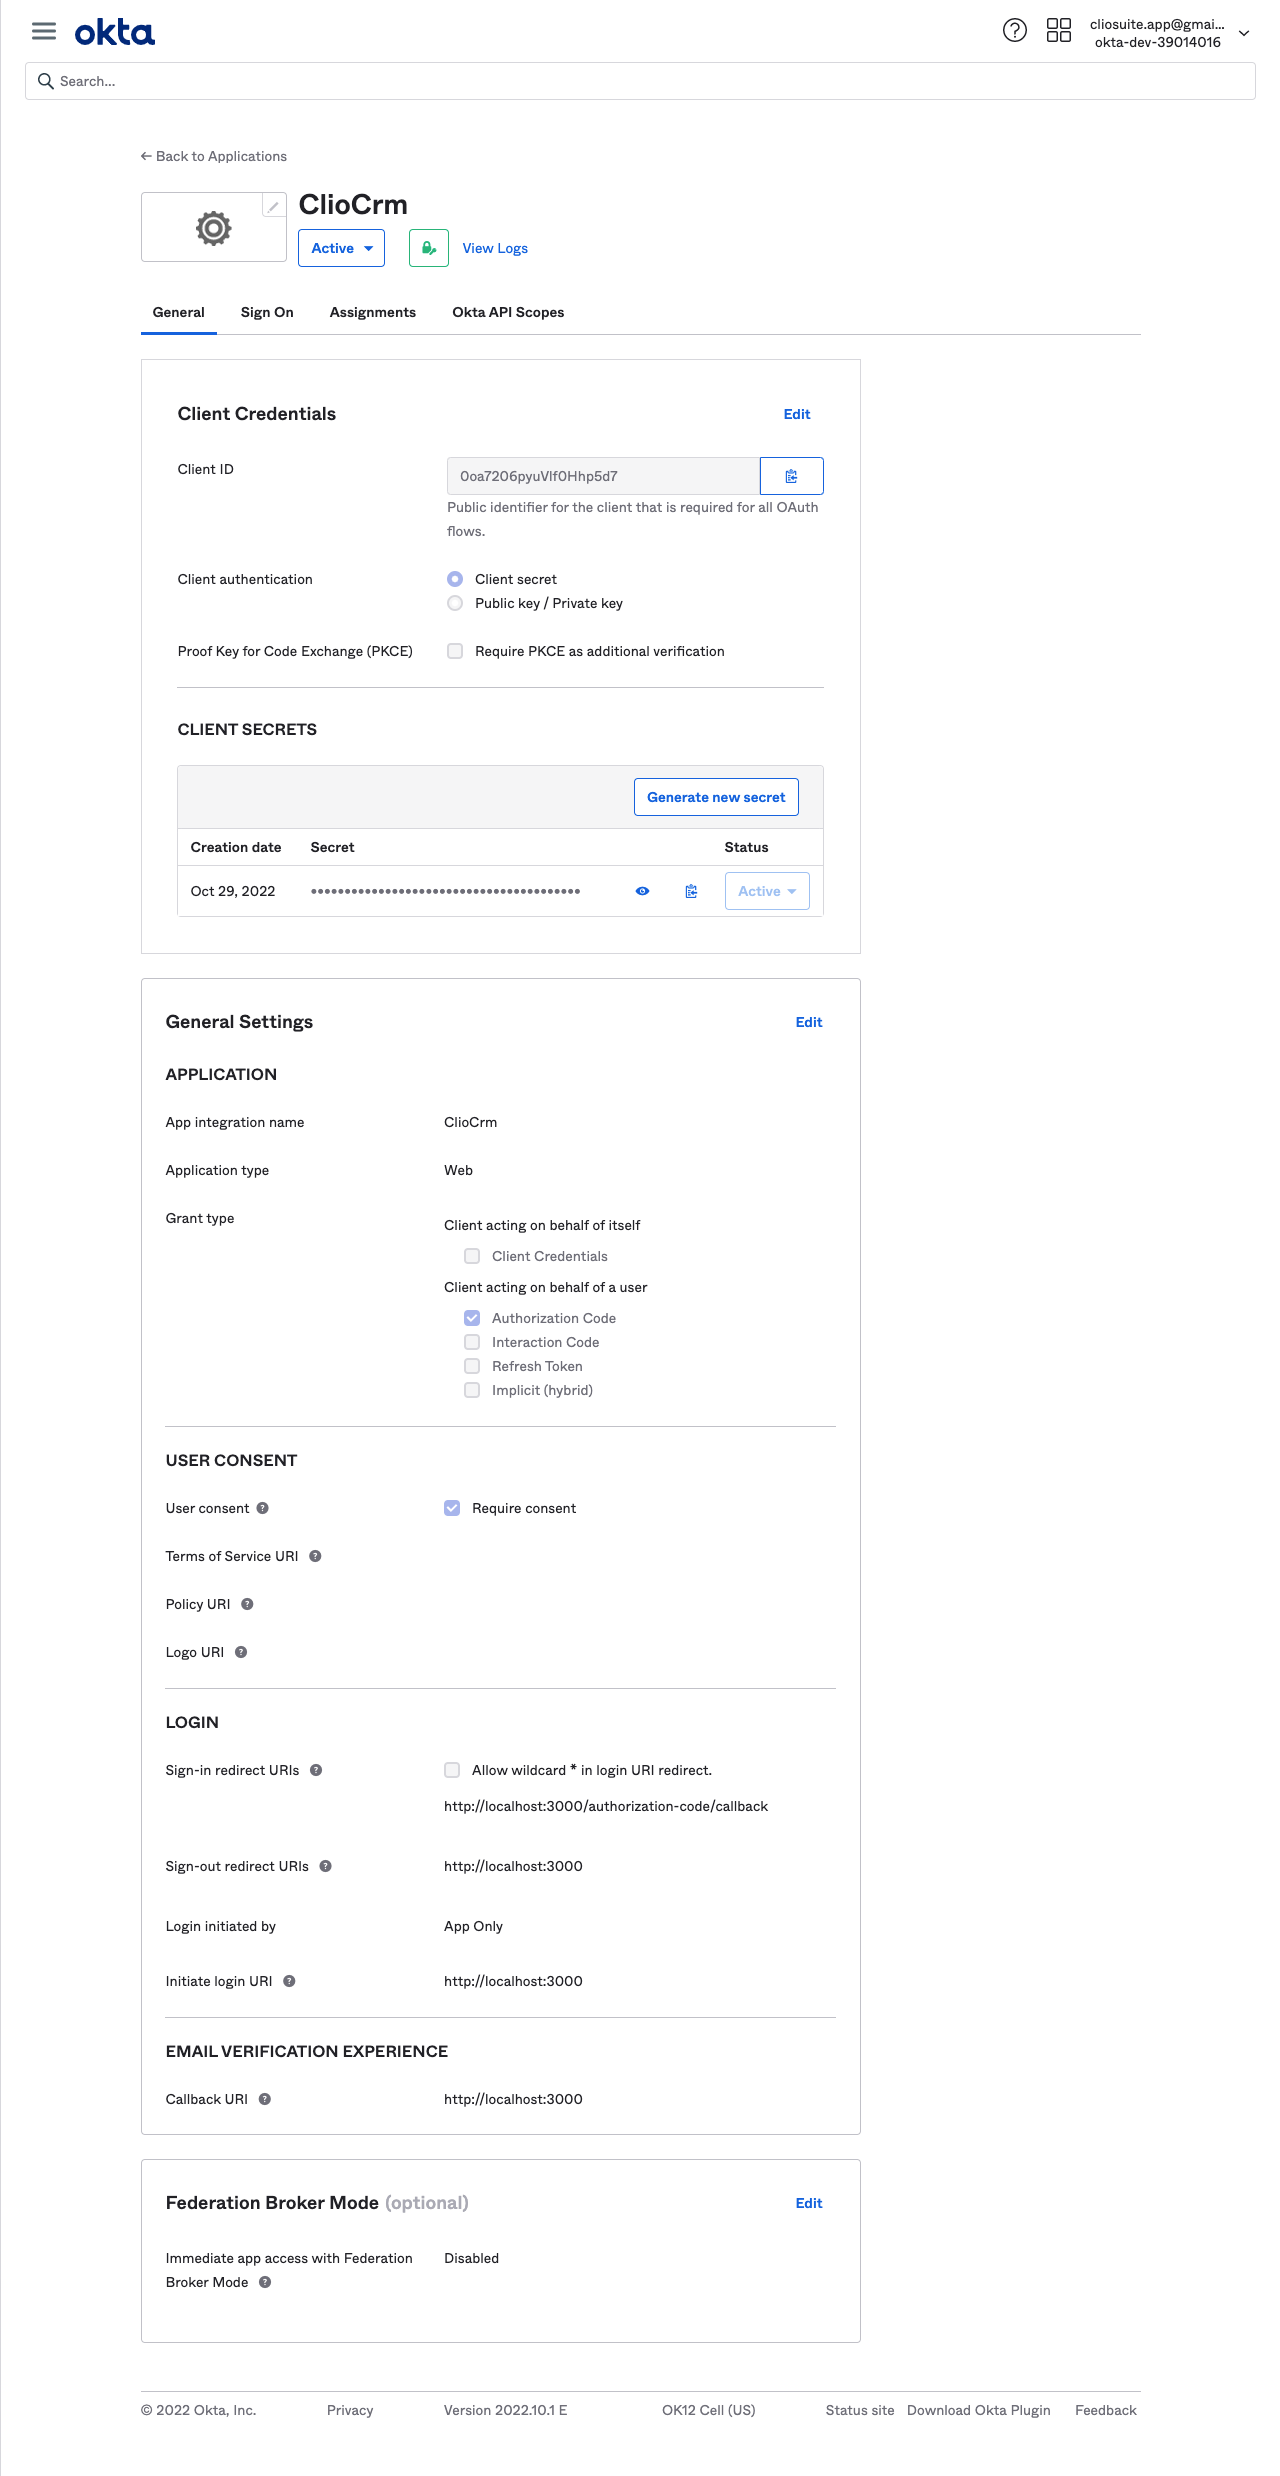 okta
cliosuite.app@gmai...
okta-dev-39014016
Search...
← Back to Applications
ClioCrm
Active
View Logs
General
Sign On
Assignments
Okta API Scopes
Client Credentials
Edit
Client ID
0oa7206pyuVlf0Hhp5d7
Public identifier for the client that is required for all OAuth
flows.
Client authentication
Client secret
Public key / Private key
Proof Key for Code Exchange (PKCE)
Require PKCE as additional verification
CLIENT SECRETS
Generate new secret
Creation date
Secret
Status
Oct 29, 2022
••••••••••••••••••••••••••••••••••••••••
Active
General Settings
Edit
APPLICATION
App integration name
ClioCrm
Application type
Web
Grant type
Client acting on behalf of itself
Client Credentials
Client acting on behalf of a user
Authorization Code
Interaction Code
Refresh Token
Implicit (hybrid)
USER CONSENT
User consent
Require consent
Terms of Service URI
Policy URI
Logo URI
LOGIN
Sign-in redirect URIs
Allow wildcard * in login URI redirect.
http://localhost:3000/authorization-code/callback
Sign-out redirect URIs
http://localhost:3000
Login initiated by
App Only
Initiate login URI
http://localhost:3000
EMAIL VERIFICATION EXPERIENCE
Callback URI
http://localhost:3000
Federation Broker Mode (optional)
Edit
Immediate app access with Federation
Broker Mode
Disabled
© 2022 Okta, Inc.
Privacy
Version 2022.10.1 E
OK12 Cell (US)
Status site
Download Okta Plugin
Feedback